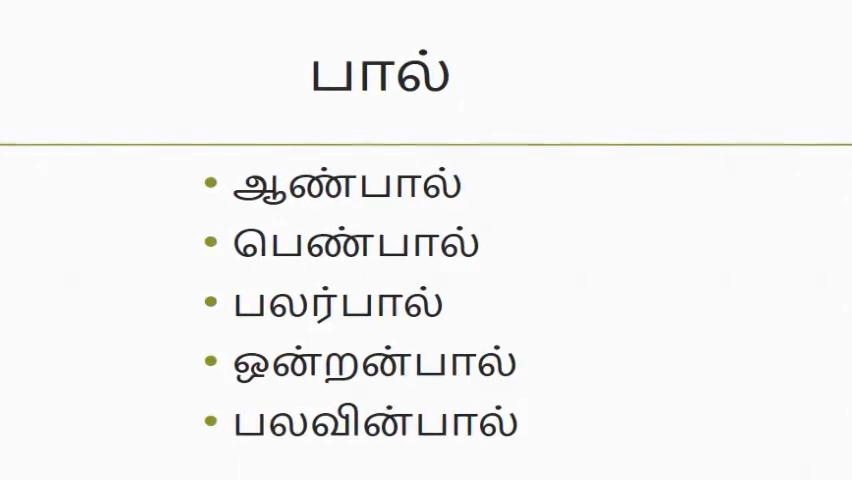 பால்
• ஆண்பால்
• பெண்பால்
• பலர்பால்
• ஒன்றன்பால்
• பலவின்பால்